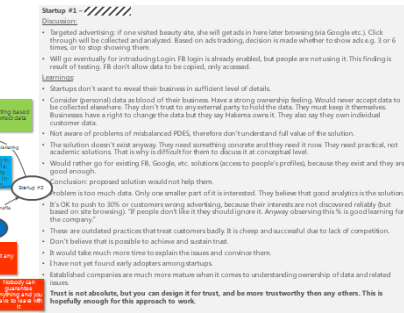 Startup #1 –
Discussion:
• Targeted advertising: if one visited beauty site, she will get ads in here later browsing (via Google etc.). Click
through will be collected and analyzed. Based on ads tracking, decision is made whether to show ads e.g. 3 or 6
times, or to stop showing them.
• Will go eventually for introducing Login. FB login is already enabled, but people are not using it. This finding is
result of testing. FB don't allow data to be copied, only accessed.
Learnings:
• Startups don't want to reveal their business in sufficient level of details.
• Consider (personal) data as blood of their business. Have a strong ownership feeling. Would never accept data to
be collected elsewhere. They don't trust to any external party to hold the data. They must keep it themselves.
Businesses have a right to change the data but they say Hakema owns it. They also say they own individual
customer data.
• Not aware of problems of misbalanced PDES, therefore don't understand full value of the solution.
• The solution doesn't exist anyway. They need something concrete and they need it now. They need practical, not
academic solutions. That is why is difficult for them to discuss it at conceptual level.
• Would rather go for existing FB, Google, etc. solutions (access to people's profiles), because they exist and they are
good enough.
Conclusion: proposed solution would not help them.
Problem is too much data. Only one smaller part of it is interested. They believe that good analytics is the solution
• It's OK to push to 30% or customers wrong advertising, because their interests are not discovered reliably (but
based on site browsing). "If people don't like it they should ignore it. Anyway observing this % is good learning for
the company."
• These are outdated practices that treat customers badly. It is cheap and successful due to lack of competition.
• Don't believe that is possible to achieve and sustain trust.
• It would take much more time to explain the issues and convince them.
• I have not yet found early adopters among startups.
• Established companies are much more mature when it comes to understanding ownership of data and related
issues.
• Trust is not absolute, but you can design it for trust, and be more trustworthy then any others. This is
hopefully enough for this approach to work.
ting based
rrect data
Startup #2
t any
Nobody can
guarantee
nything and you
ave to leave with
it